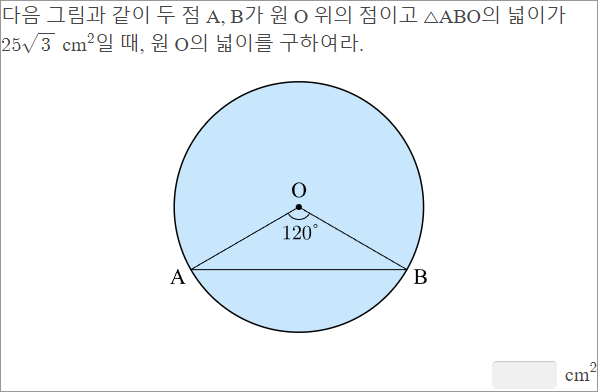 다음 그림과 같이 두 점 A, B가 원 O 위의 점이고 △ABO의 넓이가
25√3 cm²일 때, 원 O의 넓이를 구하여라.
O
120°
A
B
cm²